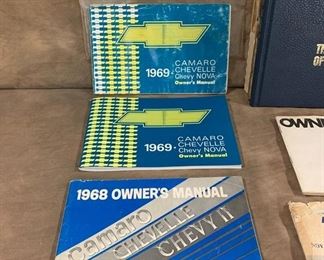 CAMARO
1969 CHEVELLE
Chevy NOVA
Owner's Manual
CAMARO
1969 CHEVELLE
Chevy NOVA
Owner's Manual
1968 OWNER'S MANUAL
camaro
CHEVELLE
CHEVY II
OF
OWN